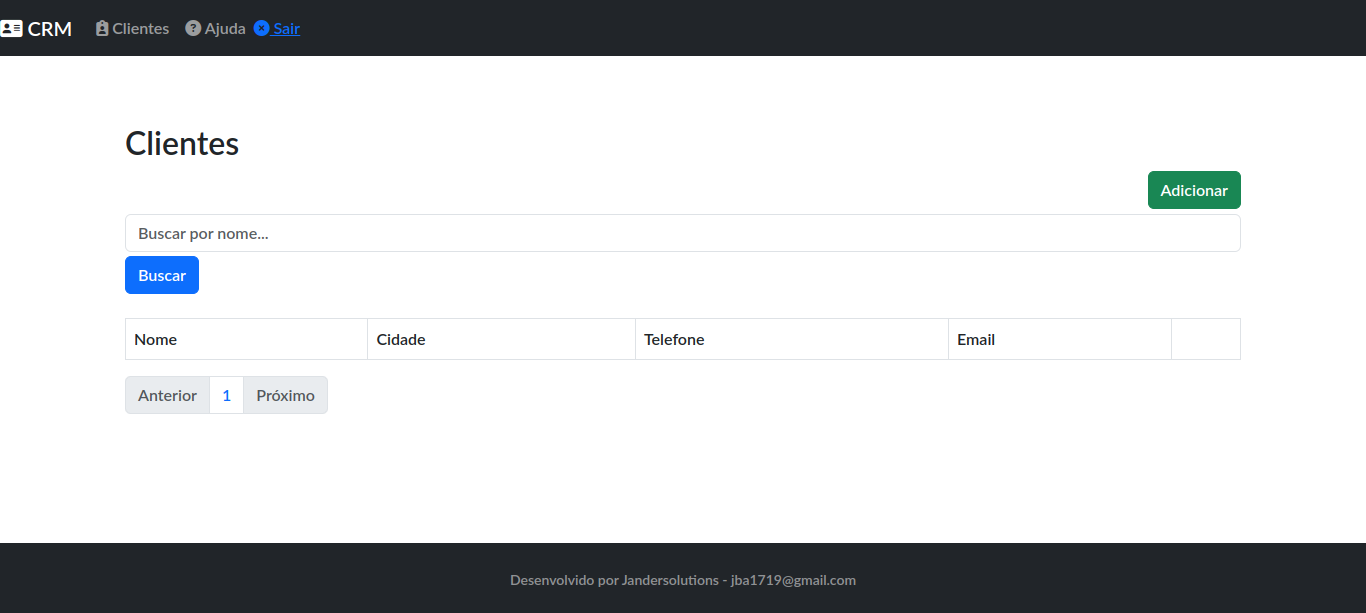 CRM Clientes Ajuda Sair
Clientes
Adicionar
Buscar por nome...
Buscar
Nome Cidade Telefone Email
Anterior 1 Próximo
Desenvolvido por Jandersolutions - jba1719@gmail.com